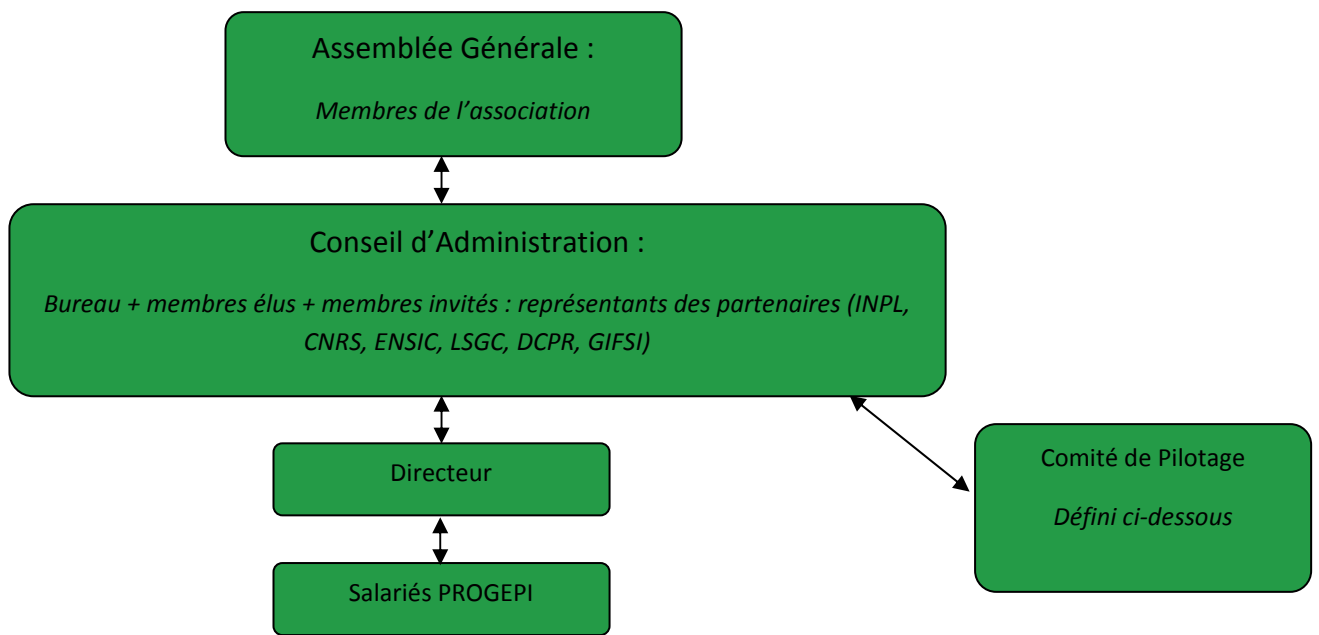 Assemblée Générale :
Membres de l’association
Conseil d’Administration :
Bureau + membres élus + membres invités : représentants des partenaires (INPL,
CNRS, ENSIC, LSGC, DCPR, GIFSI)
Directeur
Comité de Pilotage
Défini ci-dessous
Salariés PROGEPI